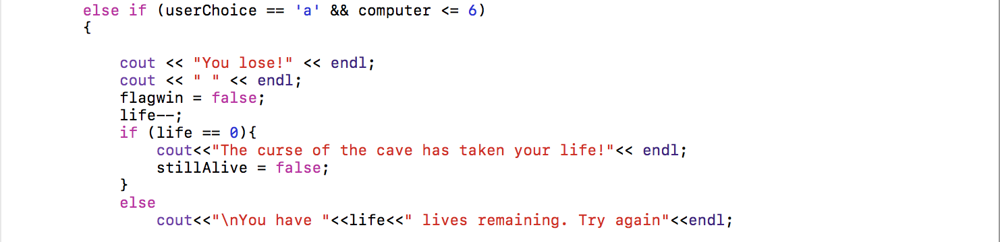 else if (userChoice == 'a' && computer <= 6)
{
cout << "You lose!" << endl;
cout << " " << endl;
flagwin = false;
life--;
if (life == 0){
cout<<"The curse of the cave has taken your life!"<< endl;
stillAlive = false;
}
else
cout<<"\nYou have "<<life<<" lives remaining. Try again"<<endl;